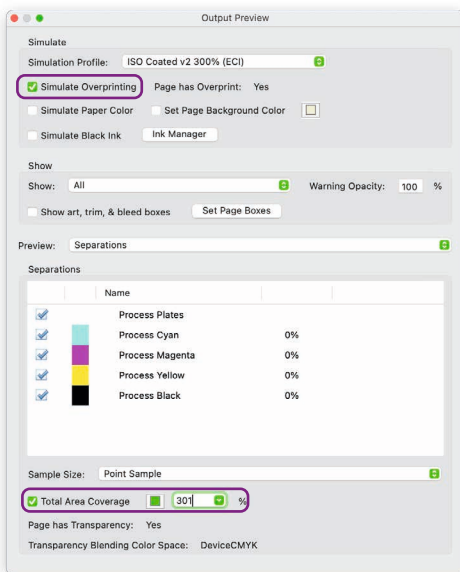 Output Preview
Simulate
Simulation Profile: ISO Coated v2 300% (ECI)
Simulate Overprinting Page has Overprint: Yes
Simulate Paper Color Set Page Background Color
Simulate Black Ink Ink Manager
Show
Show: All Warning Opacity: 100 %
Show art, trim, & bleed boxes Set Page Boxes
Preview: Separations
Separations
Name
Process Plates
Process Cyan 0%
Process Magenta 0%
Process Yellow 0%
Process Black 0%
Sample Size: Point Sample
Total Area Coverage 301 %
Page has Transparency: Yes
Transparency Blending Color Space: DeviceCMYK